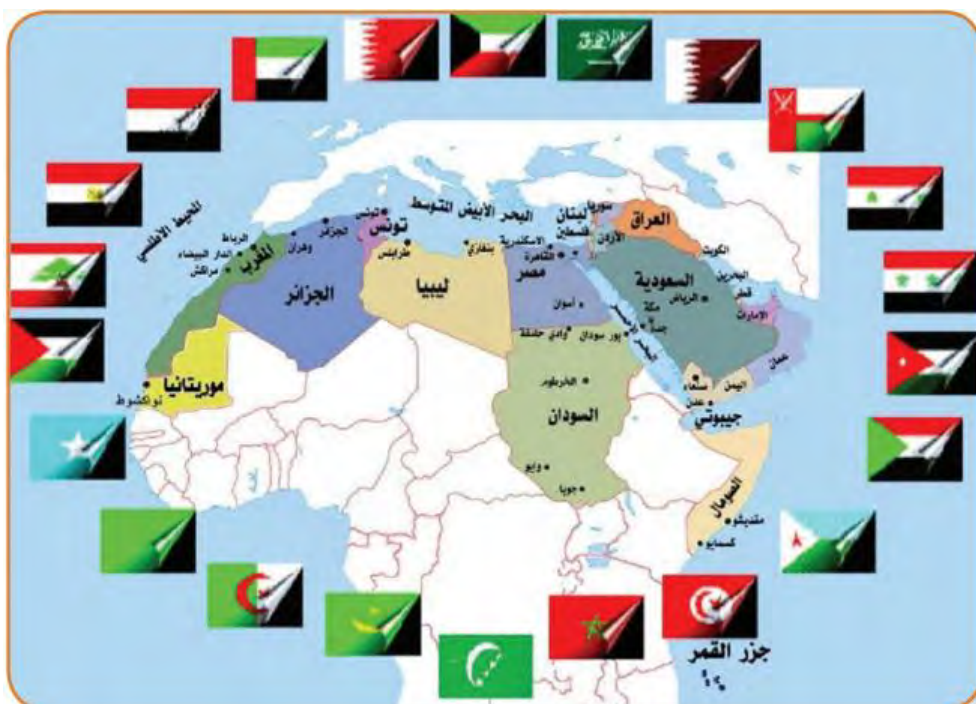 المحيط الأطلسي
البحر الأبيض المتوسط
لبنان
سوريا
العراق
فلسطين
الأردن
الكويت
تونس
تونس
الجزائر
وهران
الرباط
الدار البيضاء
مراكش
المغرب
طرابلس
بنغازي
الاسكندرية
القاهرة
مصر
السعودية
البحرين
قطر
الرياض
الإمارات
مكة
جدة
الجزائر
ليبيا
أسوان
وادي حلفة
بور سودان
البحر الأحمر
عمان
موريتانيا
نواكشوط
الخرطوم
السودان
صنعاء
اليمن
عدن
جيبوتي
واو
جوبا
الصومال
مقديشو
كسمايو
جزر القمر